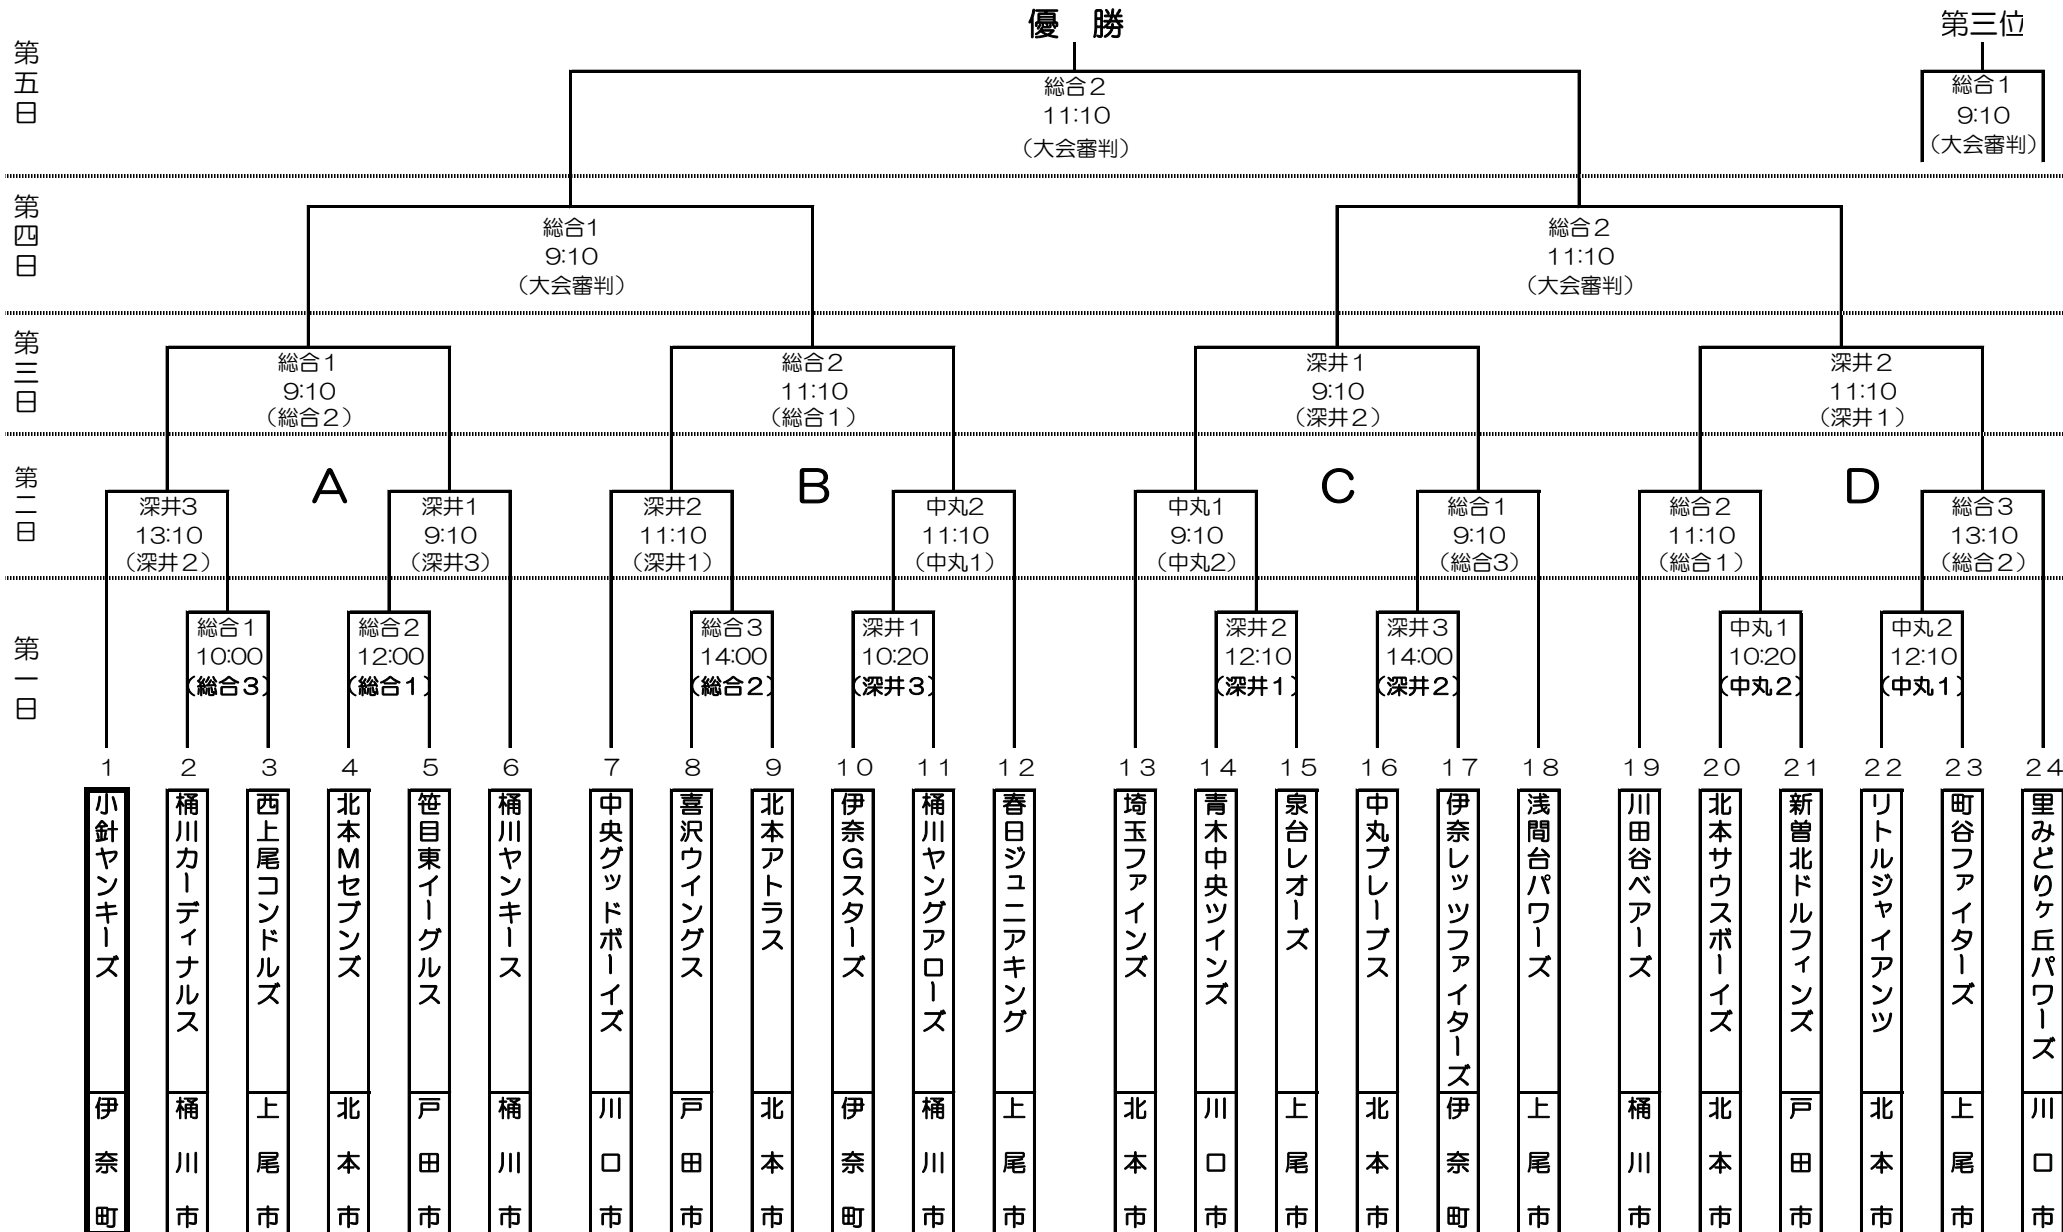 優　勝
第三位
第五日
総合２
11:10
（大会審判）
総合１
9:10
（大会審判）
第四日
総合１
9:10
（大会審判）
総合２
11:10
（大会審判）
第三日
総合１
9:10
（総合２）
総合２
11:10
（総合１）
深井１
9:10
（深井２）
深井２
11:10
（深井１）
第二日
A
B
C
D
深井3
13:10
（深井２）
深井１
9:10
（深井３）
深井２
11:10
（深井１）
中丸２
11:10
（中丸１）
中丸１
9:10
（中丸２）
総合１
9:10
（総合３）
総合２
11:10
（総合１）
総合３
13:10
（総合２）
第一日
総合１
10:00
（総合３）
総合２
12:00
（総合１）
総合３
14:00
（総合２）
深井１
10:20
（深井３）
深井２
12:10
（深井１）
深井３
14:00
（深井２）
中丸１
10:20
（中丸２）
中丸２
12:10
（中丸１）
1 2 3 4 5 6 7 8 9 10 11 12 13 14 15 16 17 18 19 20 21 22 23 24
小針ヤンキーズ
伊奈町
桶川カーディナルス
桶川市
西上尾コンドルズ
上尾市
北本Mセブンズ
北本市
笹目東イーグルス
戸田市
桶川ヤンキース
桶川市
中央グッドボーイズ
川口市
喜沢ウイングス
戸田市
北本アトラス
北本市
伊奈Gスターズ
伊奈町
桶川ヤングアローズ
桶川市
春日ジュニアキング
上尾市
埼玉ファインズ
北本市
青木中央ツインズ
川口市
泉台レオーズ
上尾市
中丸ブレーブス
北本市
伊奈レッツファイターズ
伊奈町
浅間台パワーズ
上尾市
川田谷ベアーズ
桶川市
北本サウスボーイズ
北本市
新曽北ドルフィンズ
戸田市
リトルジャイアンツ
北本市
町谷ファイターズ
上尾市
里みどりヶ丘パワーズ
川口市